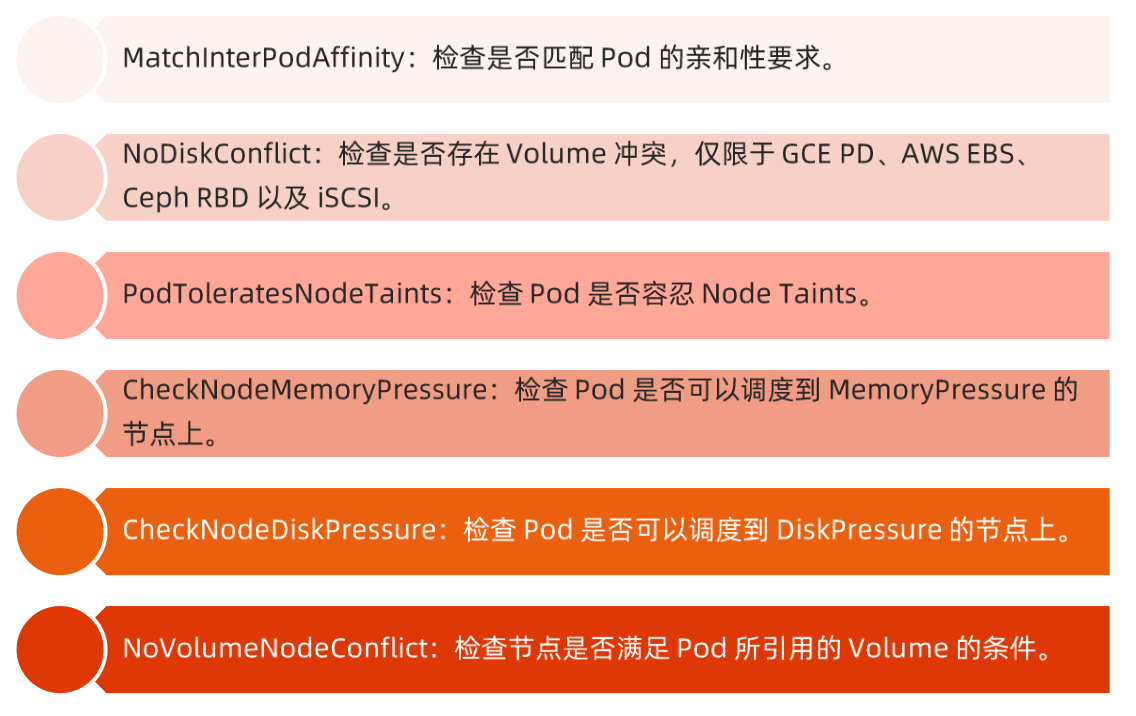 MatchInterPodAffinity：检查是否匹配 Pod 的亲和性要求。
NoDiskConflict：检查是否存在 Volume 冲突，仅限于 GCE PD、AWS EBS、
Ceph RBD 以及 iSCSI。
PodToleratesNodeTaints：检查 Pod 是否容忍 Node Taints。
CheckNodeMemoryPressure：检查 Pod 是否可以调度到 MemoryPressure 的
节点上。
CheckNodeDiskPressure：检查 Pod 是否可以调度到 DiskPressure 的节点上。
NoVolumeNodeConflict：检查节点是否满足 Pod 所引用的 Volume 的条件。